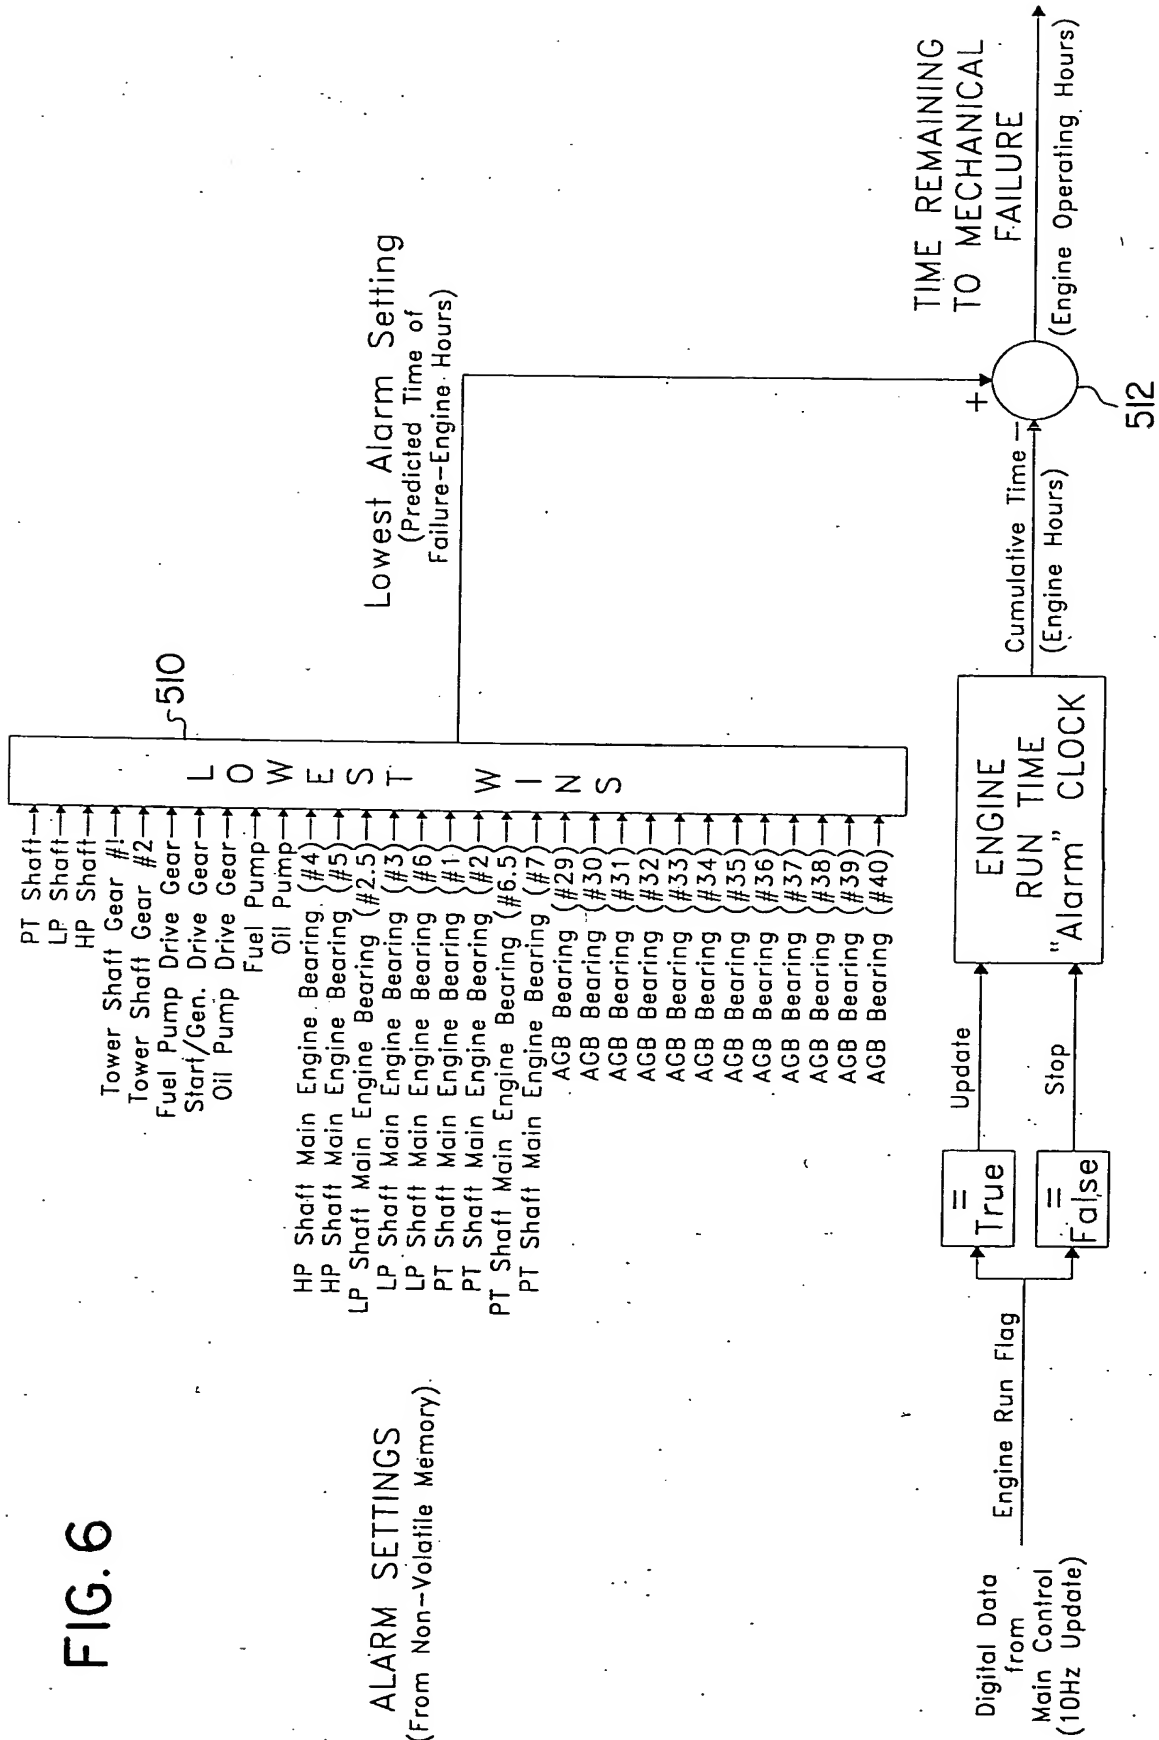 FIG. 6
ALARM SETTINGS
(From Non-Volatile Memory)
PT Shaft
LP Shaft
HP Shaft
Tower Shaft Gear #!
Tower Shaft Gear #2
Fuel Pump Drive Gear
Start/Gen. Drive Gear
Oil Pump Drive Gear
Fuel Pump
Oil Pump
HP Shaft Main Engine Bearing (#4)
HP Shaft Main Engine Bearing (#5)
LP Shaft Main Engine Bearing (#2.5)
LP Shaft Main Engine Bearing (#3)
LP Shaft Main Engine Bearing (#6)
PT Shaft Main Engine Bearing (#1)
PT Shaft Main Engine Bearing (#2)
PT Shaft Main Engine Bearing (#6.5)
PT Shaft Main Engine Bearing (#7)
AGB Bearing (#29)
AGB Bearing (#30)
AGB Bearing (#31)
AGB Bearing (#32)
AGB Bearing (#33)
AGB Bearing (#34)
AGB Bearing (#35)
AGB Bearing (#36)
AGB Bearing (#37)
AGB Bearing (#38)
AGB Bearing (#39)
AGB Bearing (#40)
LOWEST WINS
510
Lowest Alarm Setting
(Predicted Time of
Failure-Engine Hours)
Digital Data
from
Main Control
(10Hz Update)
Engine Run Flag
=
True
=
False
Update
Stop
ENGINE
RUN TIME
"Alarm" CLOCK
Cumulative Time
(Engine Hours)
+
−
512
TIME REMAINING
TO MECHANICAL
FAILURE
(Engine Operating Hours)